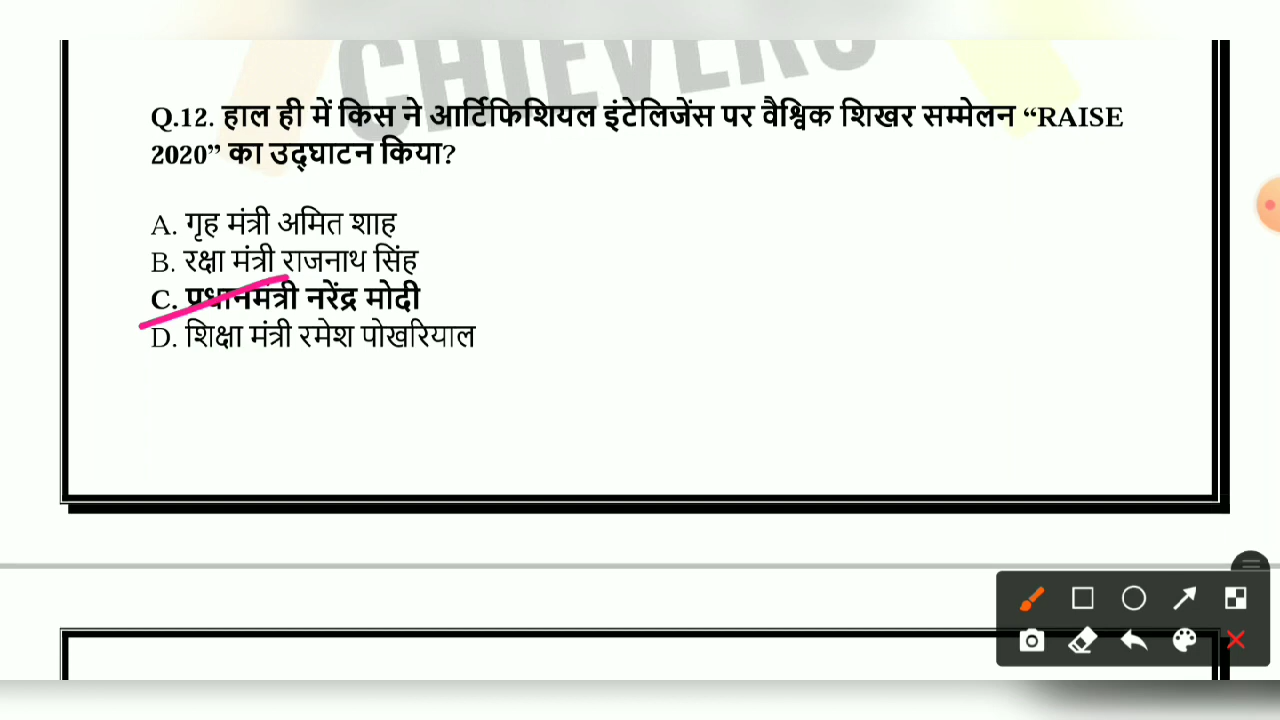 CHIEVERS
Q.12. हाल ही में किस ने आर्टिफिशियल इंटेलिजेंस पर वैश्विक शिखर सम्मेलन “RAISE
2020” का उद्घाटन किया?
A. गृह मंत्री अमित शाह
B. रक्षा मंत्री राजनाथ सिंह
C. प्रधानमंत्री नरेंद्र मोदी
D. शिक्षा मंत्री रमेश पोखरियाल